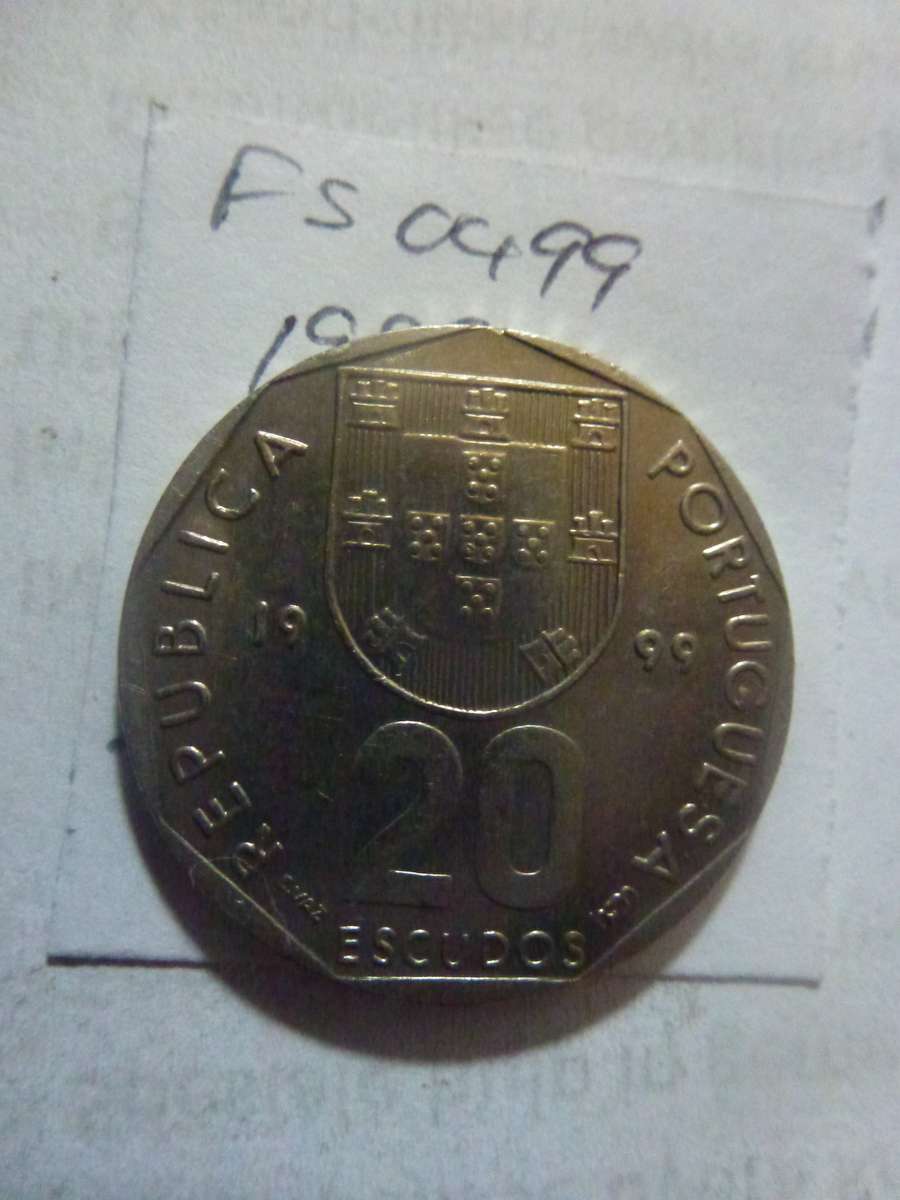 FS 0499
REPUBLICA PORTUGUESA
19 99
20
ESCUDOS